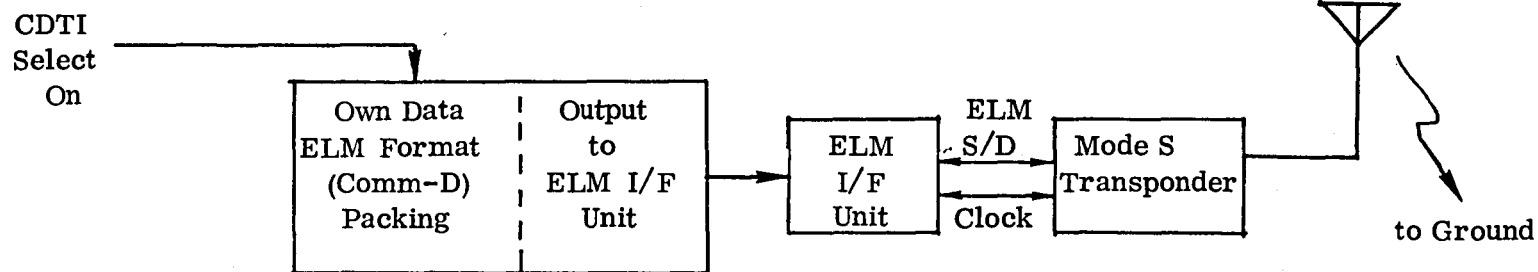 CDTI
Select
On
Own Data
ELM Format
(Comm-D)
Packing
Output
to
ELM I/F
Unit
ELM
I/F
Unit
ELM
S/D
Clock
Mode S
Transponder
to Ground